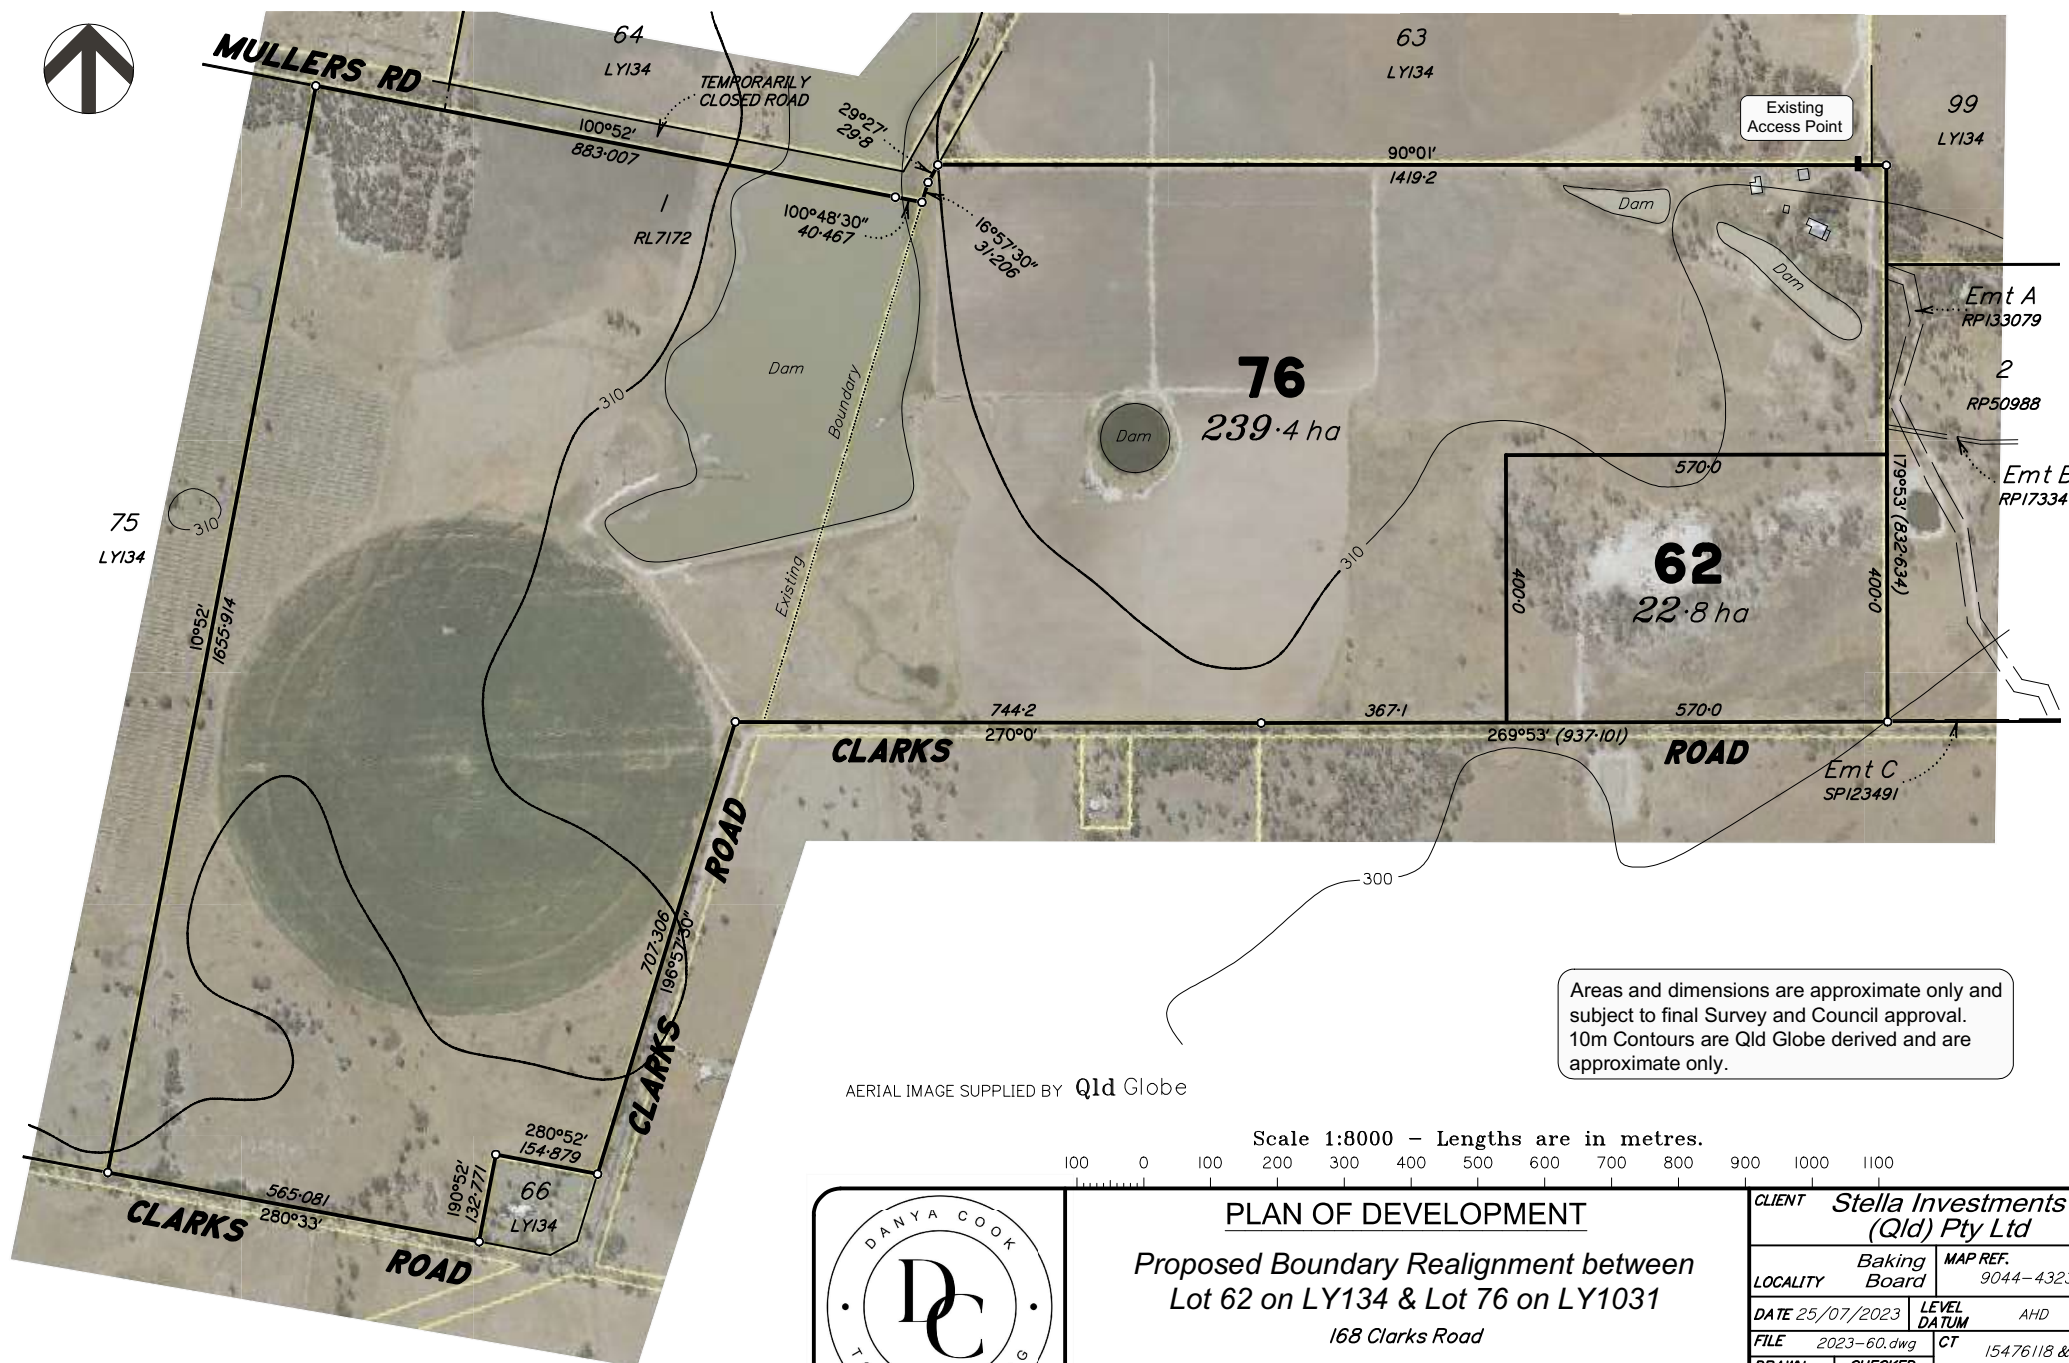 MULLERS RD
64
LY134
TEMPORARILY
CLOSED ROAD
63
LY134
Existing
Access Point
99
LY134
100°52'
883·007
29°27'
29·8
90°01'
1419·2
1
RL7172
100°48'30"
40·467
16°57'30"
31·206
Dam
Dam
Emt A
RP133079
2
RP50988
Emt B
RP17334
310
Dam
Existing Boundary
Dam
76
239·4 ha
570·0
179°53' (832·634)
75
LY134
310
310
400·0
62
22·8 ha
400·0
10°52'
1655·914
744·2
270°0'
367·1
570·0
269°53' (937·101)
CLARKS
ROAD
Emt C
SP123491
707·306
196°57'30"
CLARKS ROAD
300
Areas and dimensions are approximate only and
subject to final Survey and Council approval.
10m Contours are Qld Globe derived and are
approximate only.
AERIAL IMAGE SUPPLIED BY Qld Globe
280°52'
154·879
190°52'
132·771
66
LY134
565·081
280°33'
CLARKS
ROAD
Scale 1:8000 – Lengths are in metres.
100 0 100 200 300 400 500 600 700 800 900 1000 1100
DANYA COOK
DC
PLAN OF DEVELOPMENT
Proposed Boundary Realignment between
Lot 62 on LY134 & Lot 76 on LY1031
168 Clarks Road
CLIENT Stella Investments
(Qld) Pty Ltd
LOCALITY Baking
Board
MAP REF.
9044-4323
DATE 25/07/2023
LEVEL
DATUM AHD
FILE 2023-60.dwg
CT 15476118 &
DRAWN CHECKED